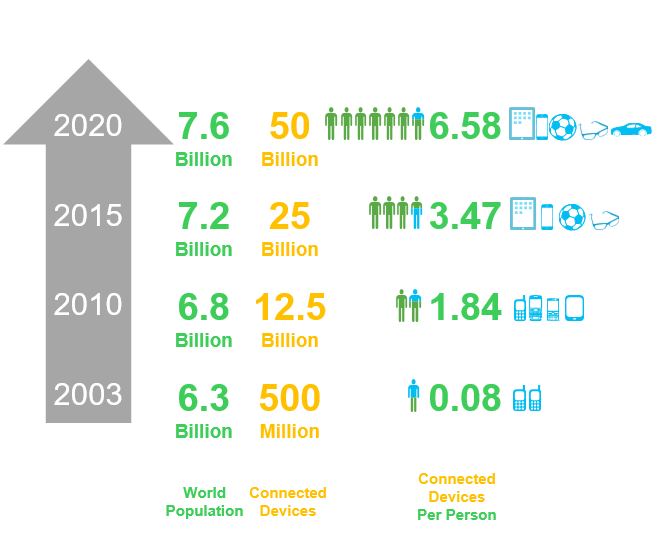 2020
7.6
Billion
50
Billion
6.58
2015
7.2
Billion
25
Billion
3.47
2010
6.8
Billion
12.5
Billion
1.84
2003
6.3
Billion
500
Million
0.08
World
Population
Connected
Devices
Connected
Devices
Per Person